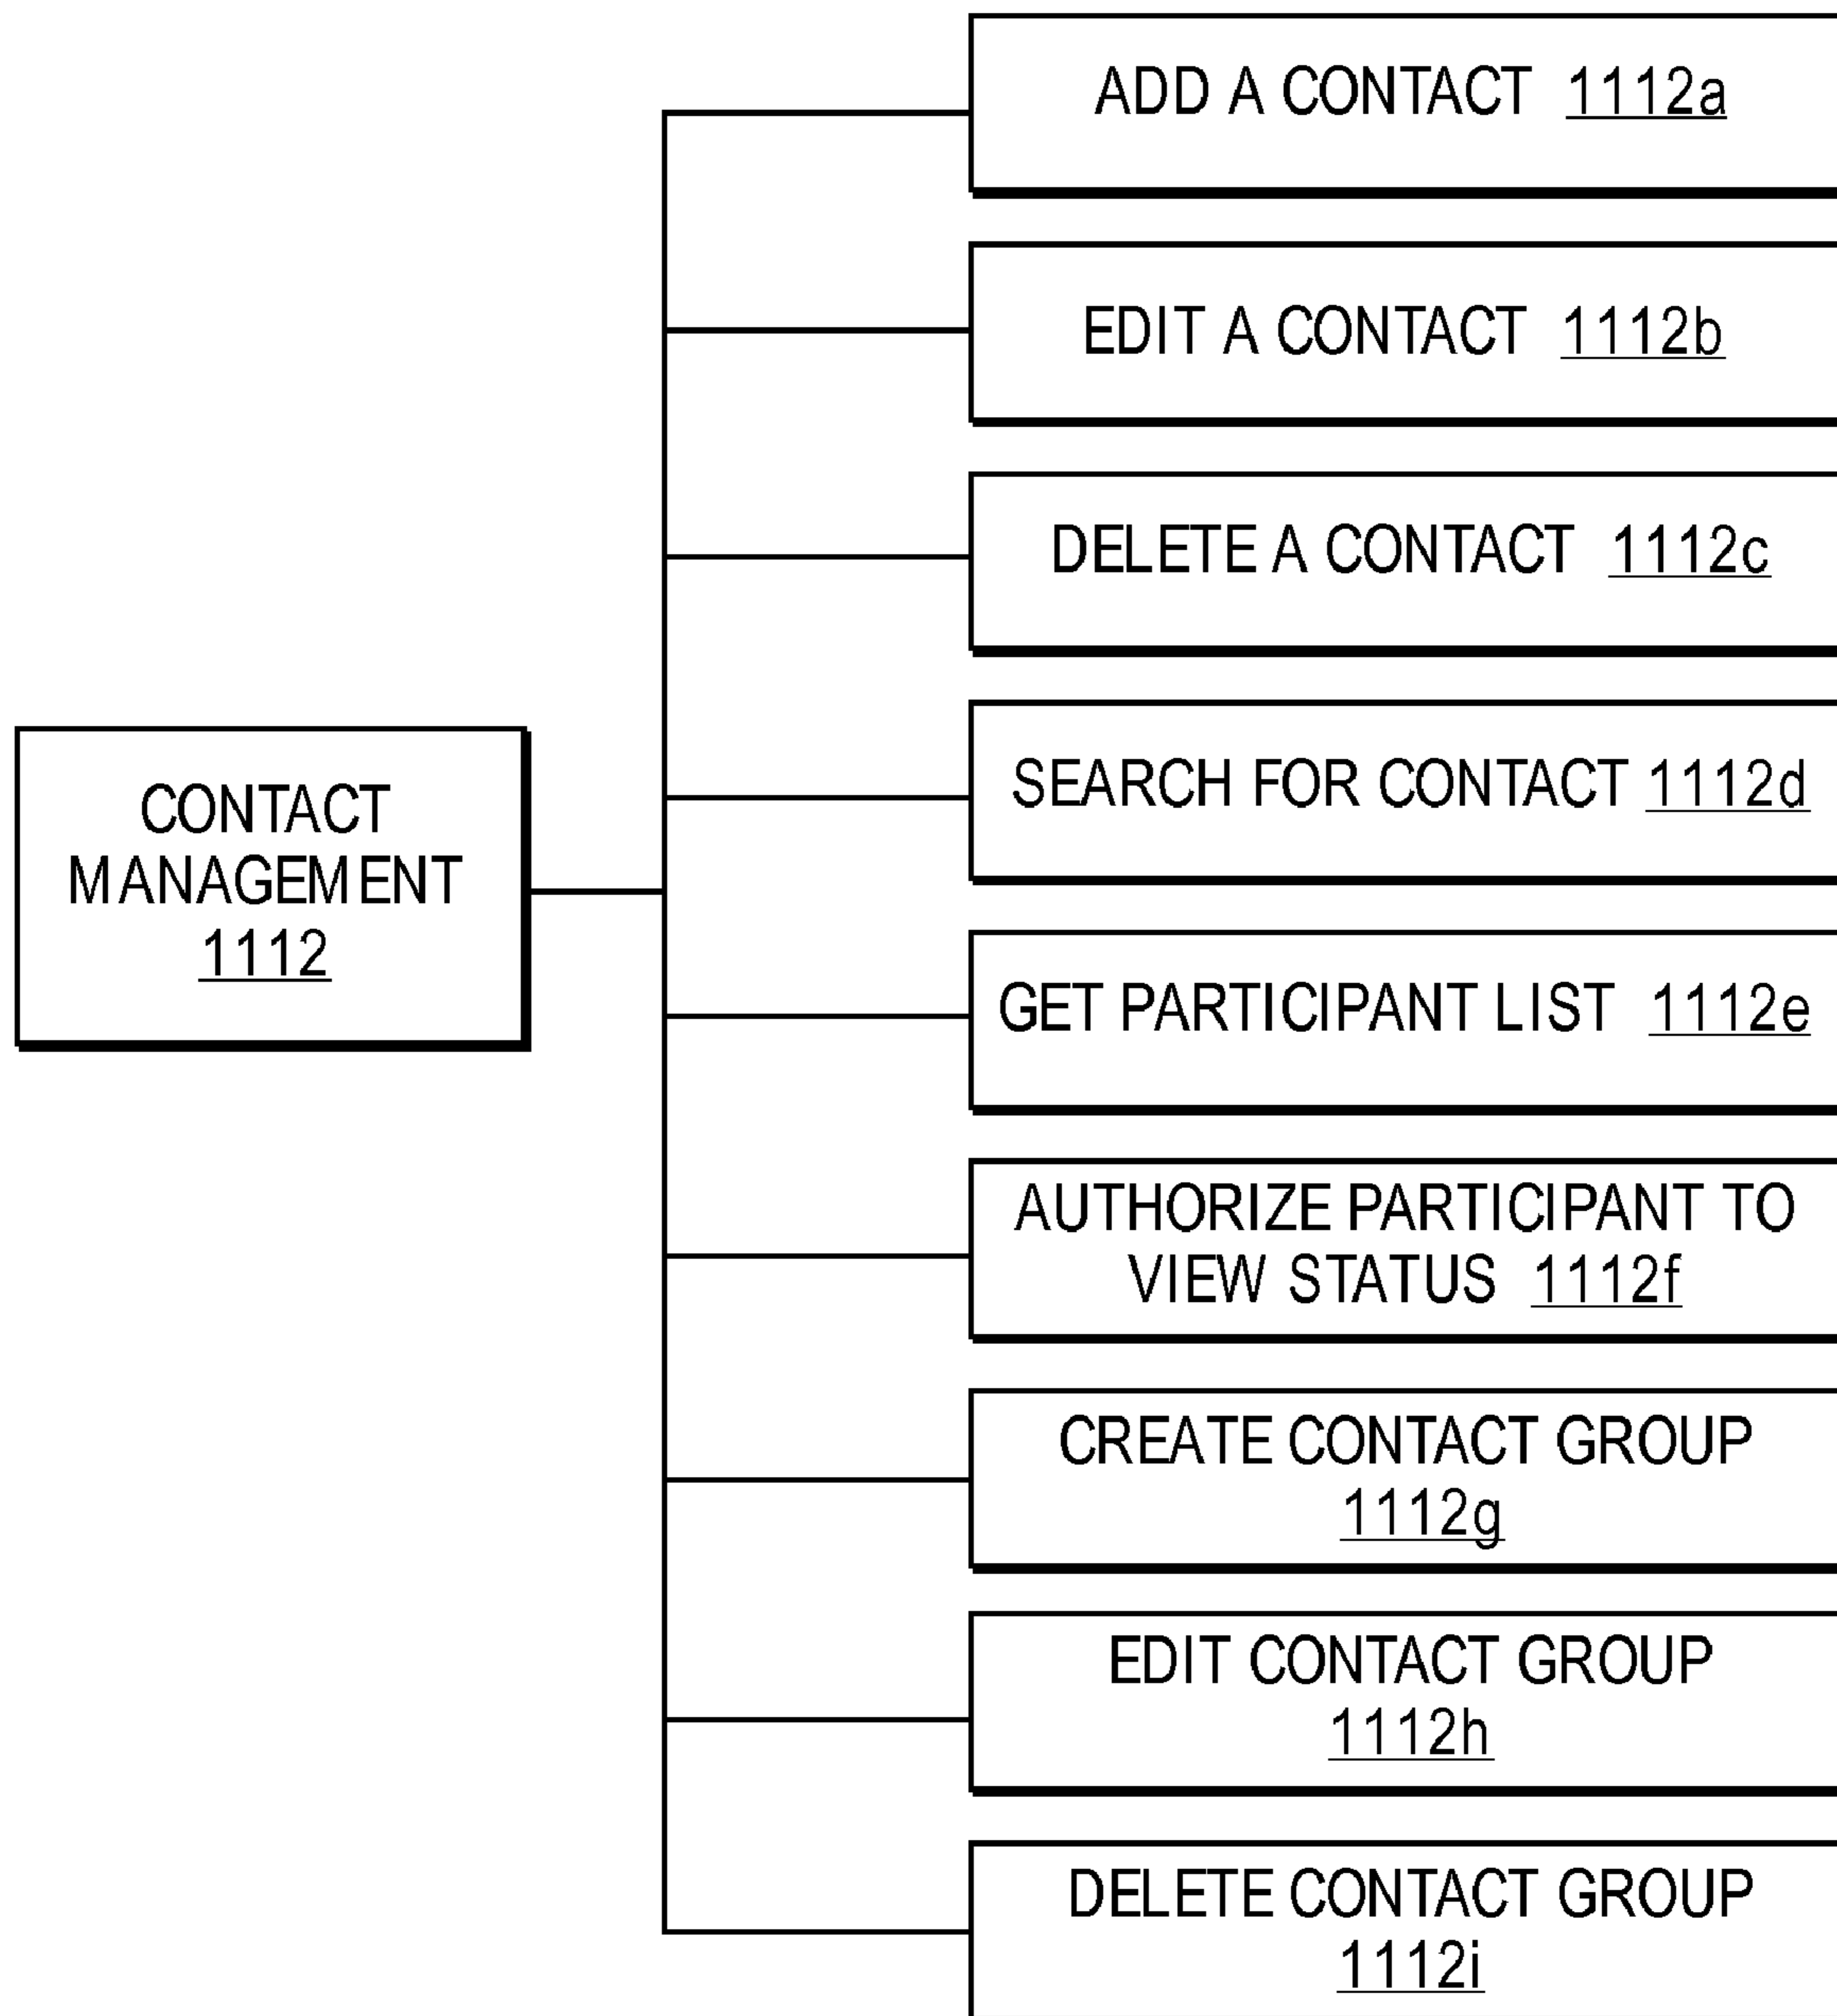 ADD A CONTACT 1112a
EDIT A CONTACT 1112b
DELETE A CONTACT 1112c
SEARCH FOR CONTACT 1112d
CONTACT
MANAGEMENT
1112
GET PARTICIPANT LIST 1112e
AUTHORIZE PARTICIPANT TO
VIEW STATUS 1112f
CREATE CONTACT GROUP
1112g
EDIT CONTACT GROUP
1112h
DELETE CONTACT GROUP
1112i